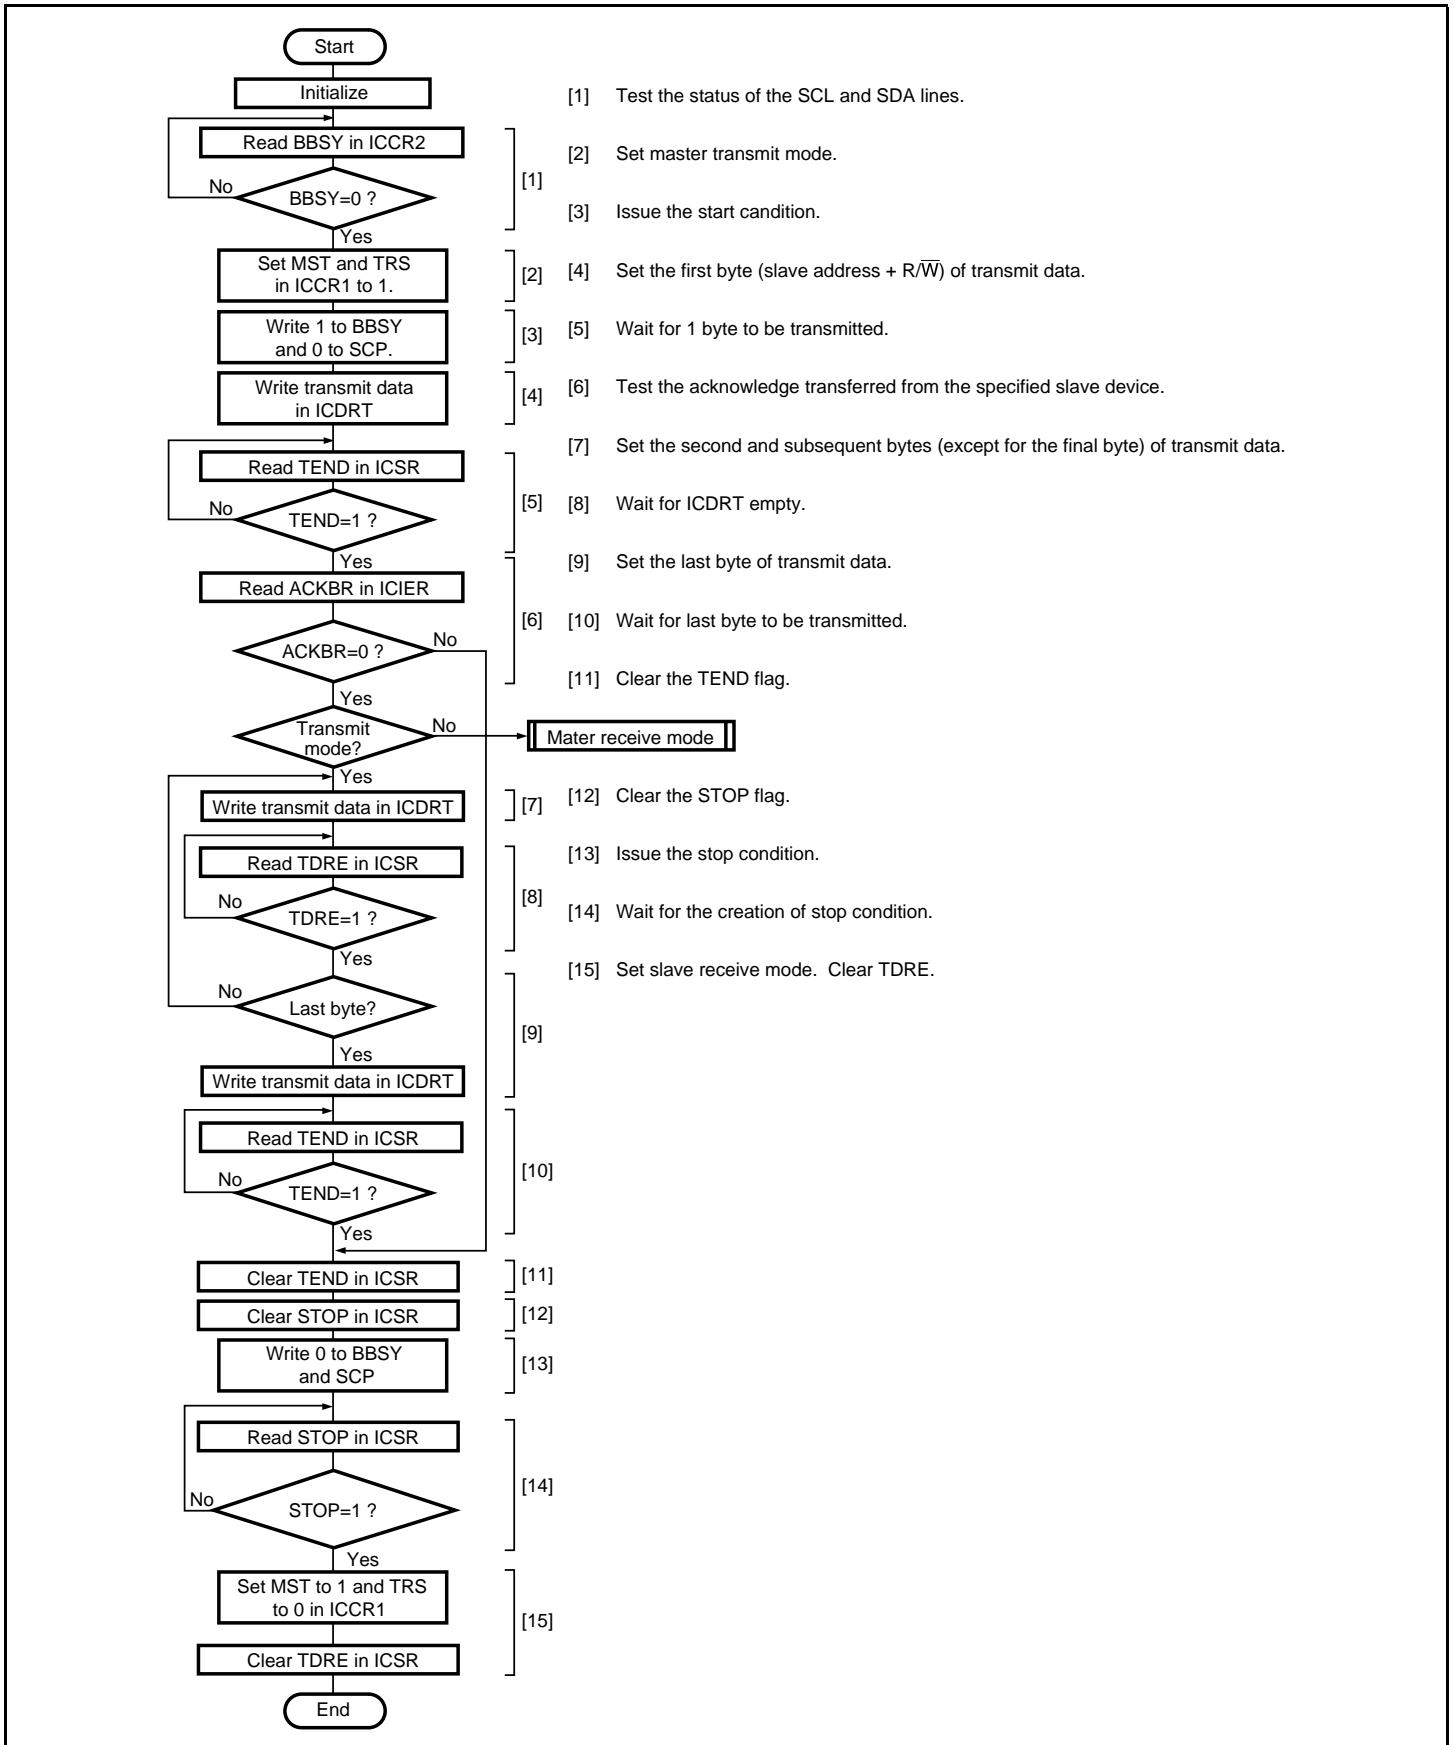 Start
Initialize
Read BBSY in ICCR2
BBSY=0 ?
No
Yes
[1]
Set MST and TRS
in ICCR1 to 1.
[2]
Write 1 to BBSY
and 0 to SCP.
[3]
Write transmit data
in ICDRT
[4]
Read TEND in ICSR
No
TEND=1 ?
Yes
[5]
Read ACKBR in ICIER
ACKBR=0 ?
No
Yes
[6]
Transmit
mode?
No
Mater receive mode
Yes
Write transmit data in ICDRT
[7]
Read TDRE in ICSR
No
TDRE=1 ?
Yes
[8]
No
Last byte?
Yes
Write transmit data in ICDRT
[9]
Read TEND in ICSR
No
TEND=1 ?
Yes
[10]
Clear TEND in ICSR
[11]
Clear STOP in ICSR
[12]
Write 0 to BBSY
and SCP
[13]
Read STOP in ICSR
No
STOP=1 ?
Yes
[14]
Set MST to 1 and TRS
to 0 in ICCR1
Clear TDRE in ICSR
[15]
End
[1] Test the status of the SCL and SDA lines.
[2] Set master transmit mode.
[3] Issue the start candition.
[4] Set the first byte (slave address + R/W̅) of transmit data.
[5] Wait for 1 byte to be transmitted.
[6] Test the acknowledge transferred from the specified slave device.
[7] Set the second and subsequent bytes (except for the final byte) of transmit data.
[8] Wait for ICDRT empty.
[9] Set the last byte of transmit data.
[10] Wait for last byte to be transmitted.
[11] Clear the TEND flag.
[12] Clear the STOP flag.
[13] Issue the stop condition.
[14] Wait for the creation of stop condition.
[15] Set slave receive mode. Clear TDRE.